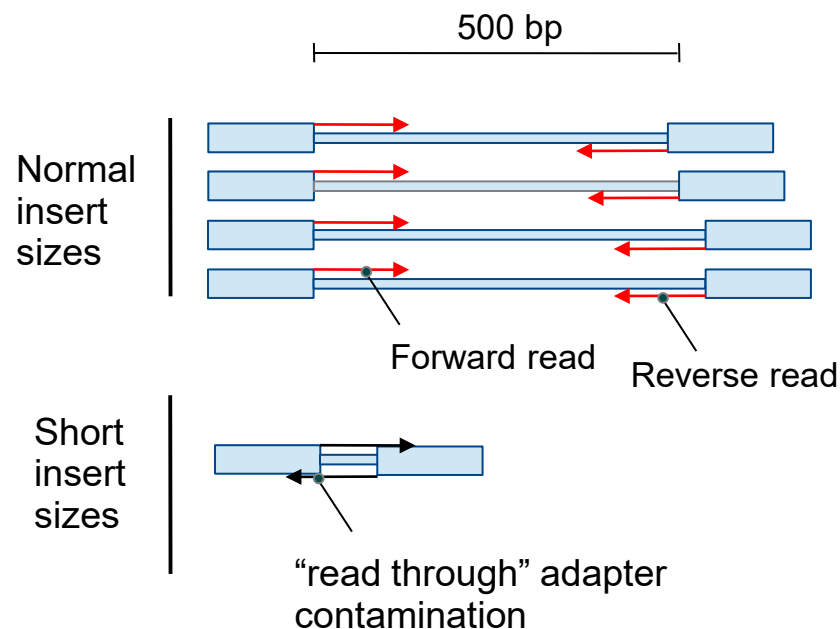 500 bp
Normal
insert
sizes
Forward read
Reverse read
Short
insert
sizes
“read through” adapter
contamination